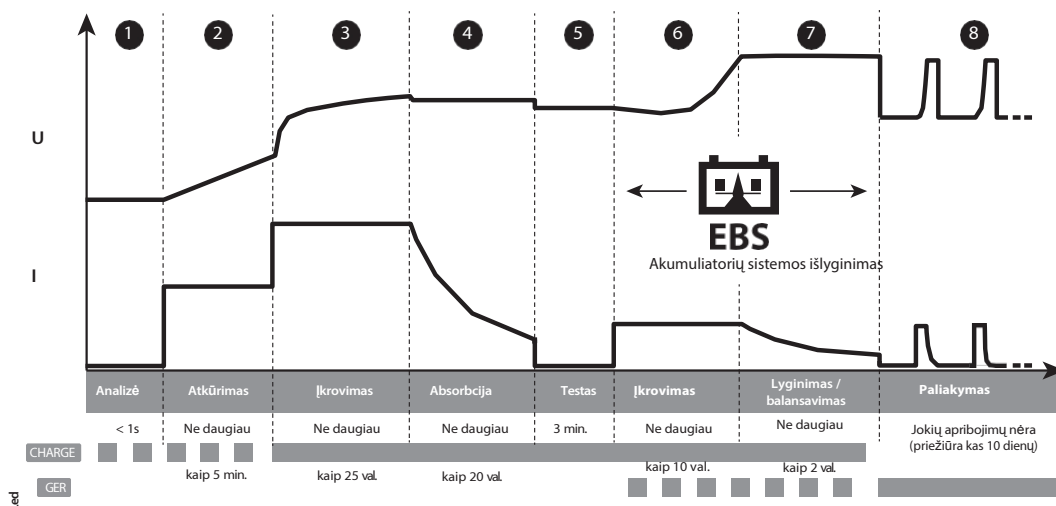 1 2 3 4 5 6 7 8
U
EBS
Akumuliatorių sistemos išlyginimas
I
Analizė Atkūrimas Įkrovimas Absorbcija Testas Įkrovimas Lyginimas / Paliakymas
balansavimas
< 1s Ne daugiau Ne daugiau Ne daugiau 3 min. Ne daugiau Ne daugiau Jokių apribojimų nėra
(priežiūra kas 10 dienų)
CHARGE
kaip 5 min. kaip 25 val. kaip 20 val. kaip 10 val. kaip 2 val.
GER
ed